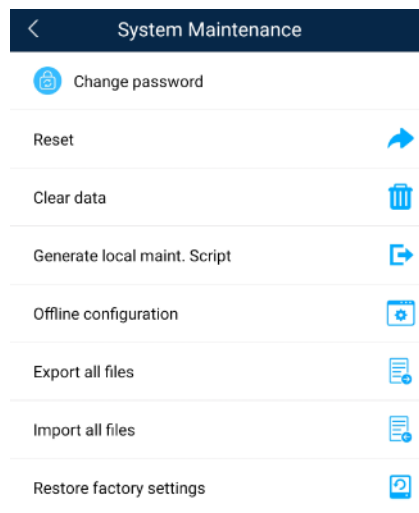 System Maintenance
Change password
Reset
Clear data
Generate local maint. Script
Offline configuration
Export all files
Import all files
Restore factory settings